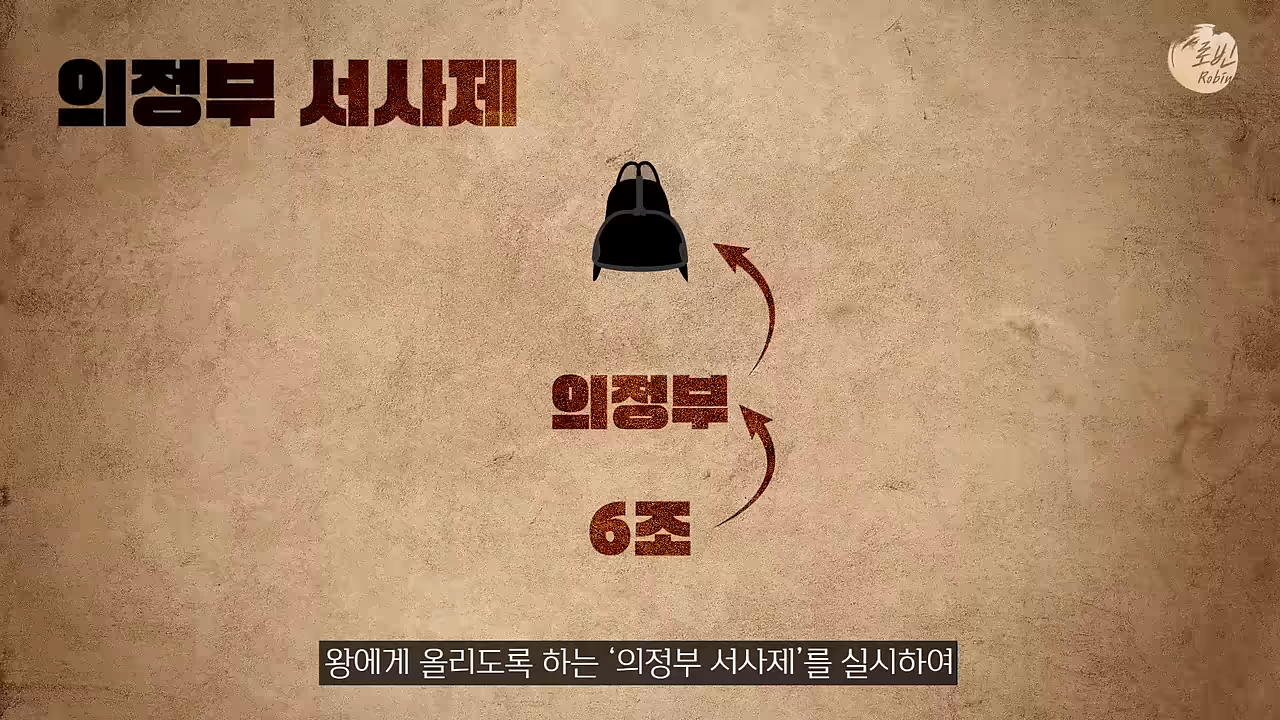 의정부 서사제
로빈
Robin
의정부
6조
왕에게 올리도록 하는 ‘의정부 서사제’를 실시하여